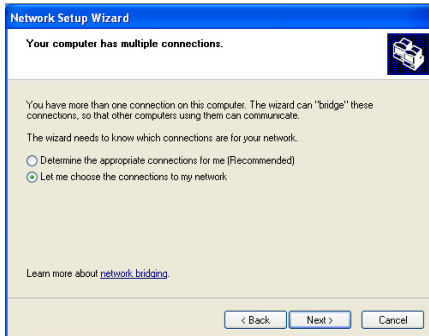 Network Setup Wizard
Your computer has multiple connections.
You have more than one connection on this computer. The wizard can "bridge" these
connections, so that other computers using them can communicate.
The wizard needs to know which connections are for your network.
Determine the appropriate connections for me (Recommended)
Let me choose the connections to my network
Learn more about network bridging.
< Back Next > Cancel